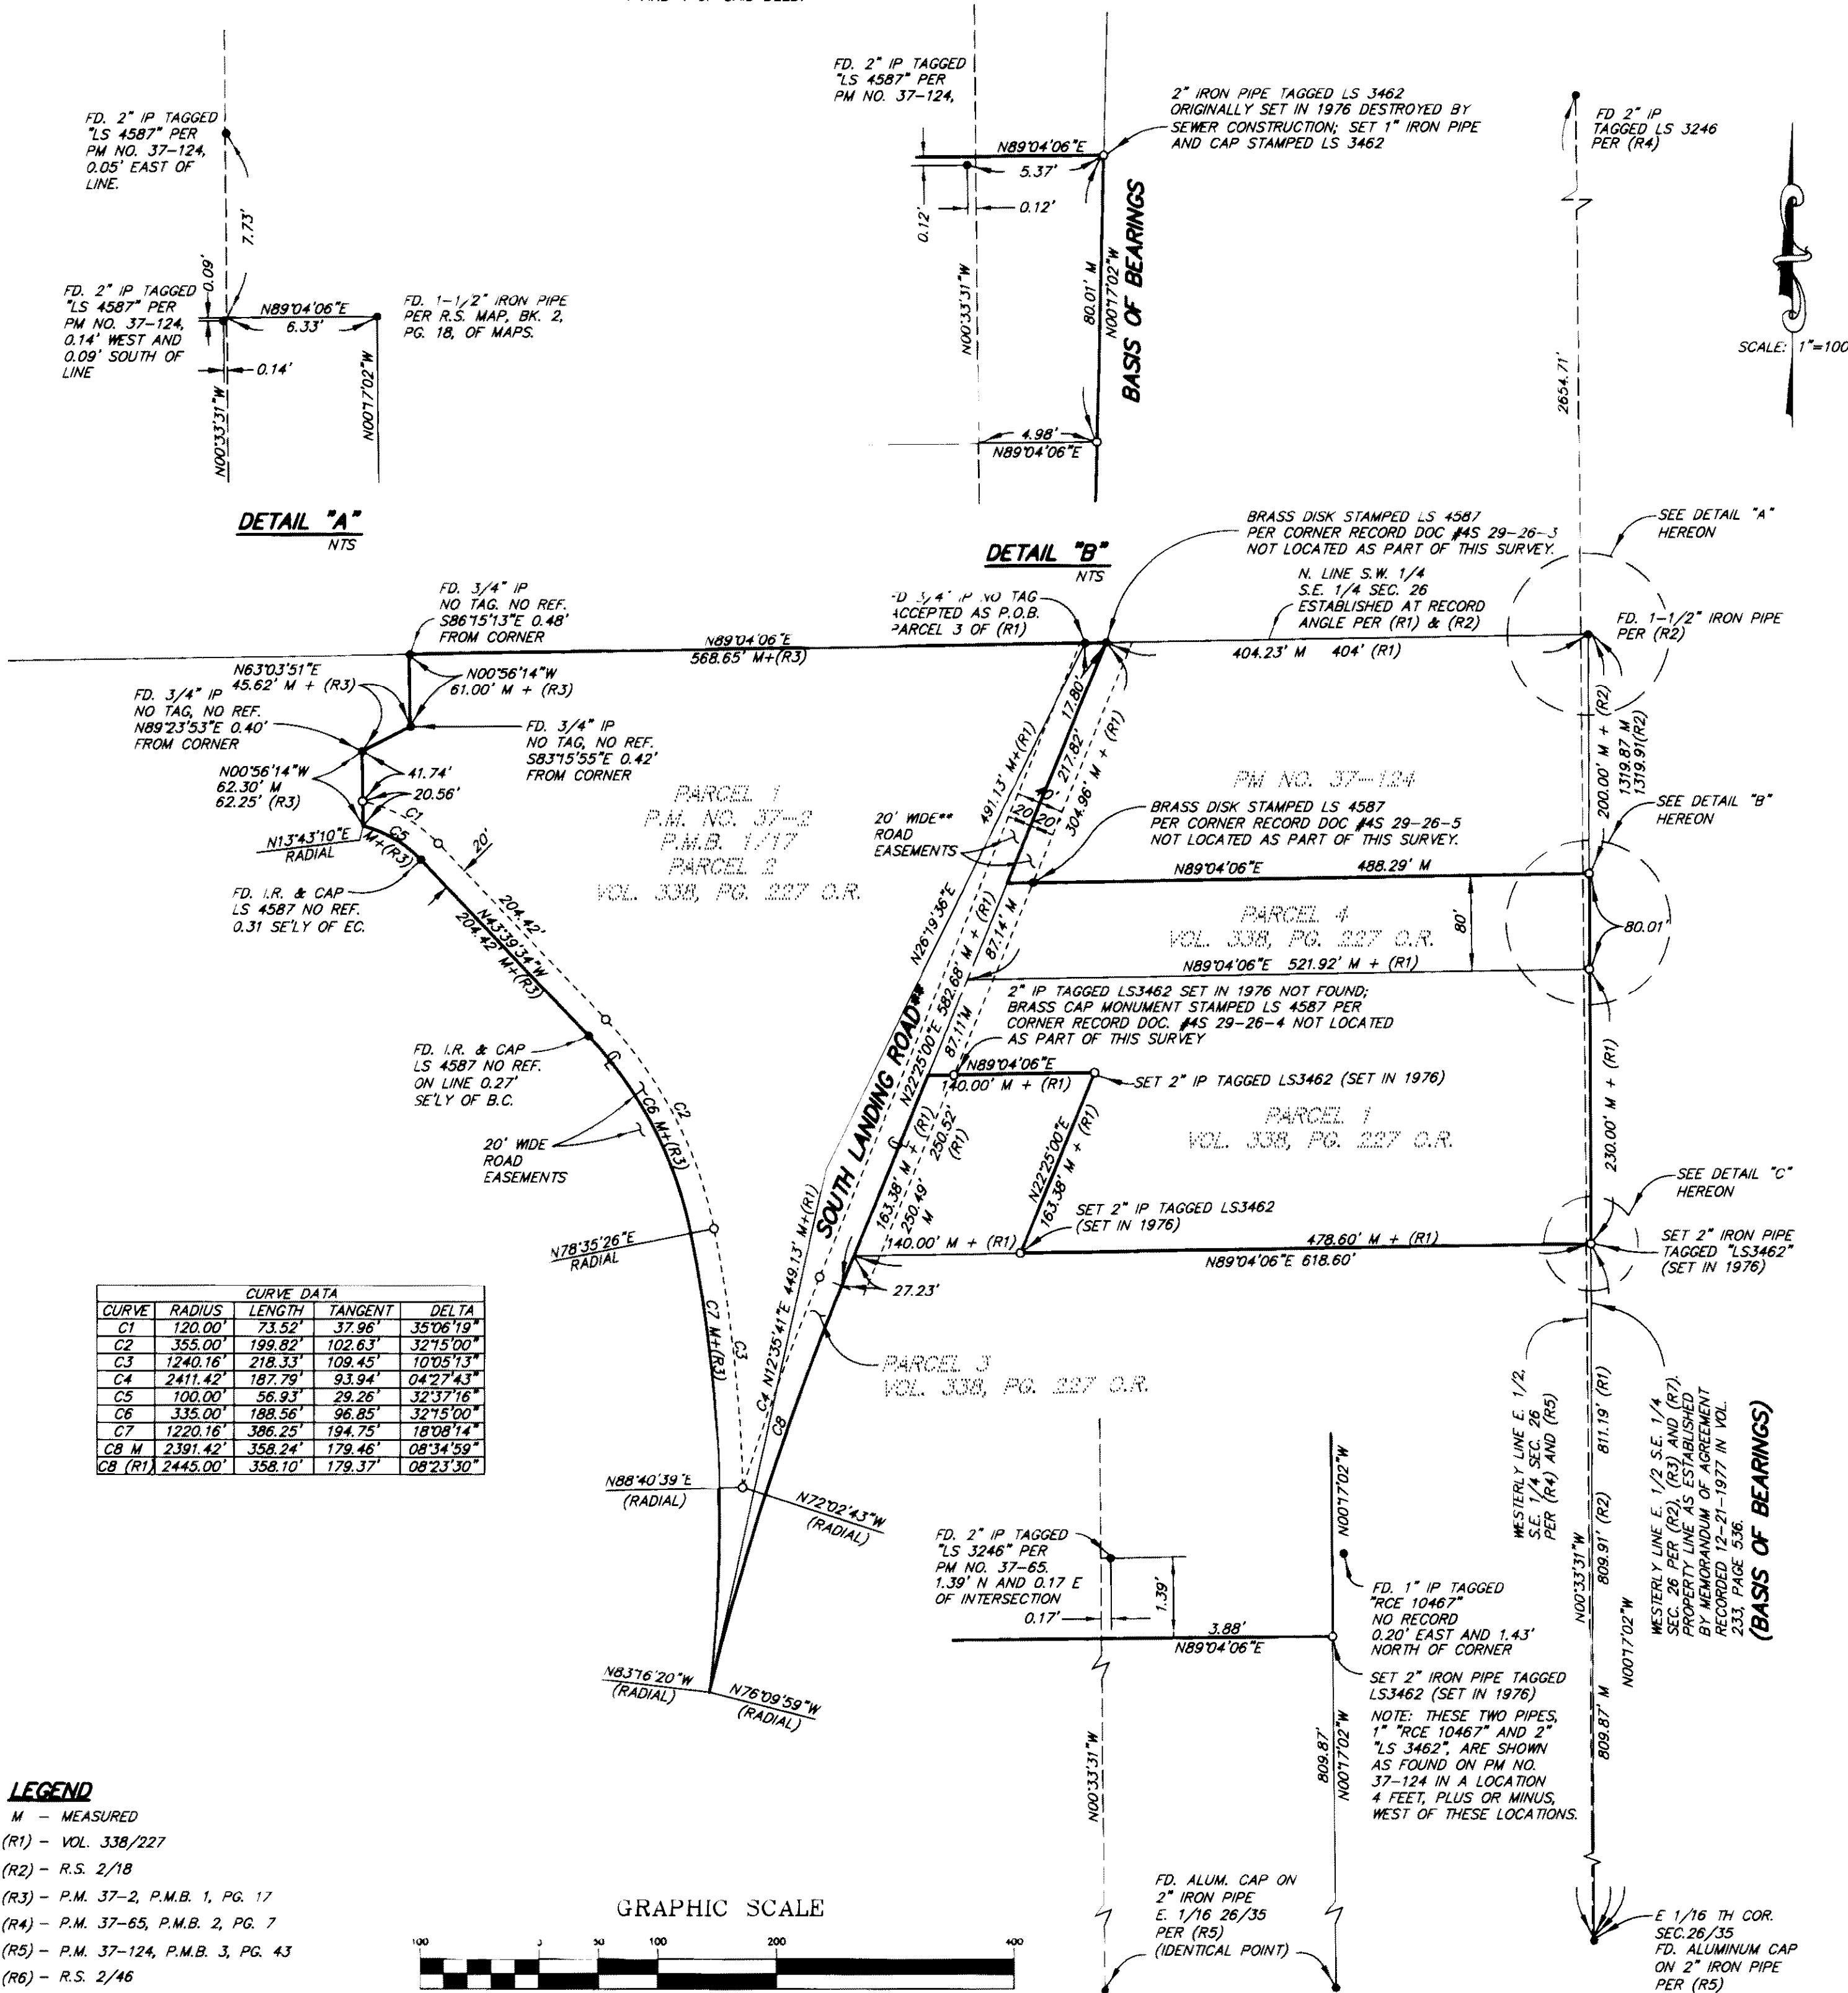 FD. 2" IP TAGGED
"LS 4587" PER
PM NO. 37-124,
0.05' EAST OF
LINE.
7.73'
0.09'
FD. 2" IP TAGGED
"LS 4587" PER
PM NO. 37-124,
0.14' WEST AND
0.09' SOUTH OF
LINE
N89°04'06"E
6.33'
0.14'
FD. 1-1/2" IRON PIPE
PER R.S. MAP, BK. 2,
PG. 18, OF MAPS.
N00°33'31"W
N00°17'02"W
DETAIL "A"
NTS
FD. 2" IP TAGGED
"LS 4587" PER
PM NO. 37-124,
2" IRON PIPE TAGGED LS 3462
ORIGINALLY SET IN 1976 DESTROYED BY
SEWER CONSTRUCTION; SET 1" IRON PIPE
AND CAP STAMPED LS 3462
N89°04'06"E
5.37'
0.12'
0.12'
N00°33'31"W
80.01' M
N00°17'02"W
BASIS OF BEARINGS
4.98'
N89°04'06"E
DETAIL "B"
NTS
FD 2" IP
TAGGED LS 3246
PER (R4)
2654.71'
SCALE: 1"=100
BRASS DISK STAMPED LS 4587
PER CORNER RECORD DOC #4S 29-26-3
NOT LOCATED AS PART OF THIS SURVEY.
SEE DETAIL "A"
HEREON
N. LINE S.W. 1/4
S.E. 1/4 SEC. 26
ESTABLISHED AT RECORD
ANGLE PER (R1) & (R2)
FD. 1-1/2" IRON PIPE
PER (R2)
404.23' M 404' (R1)
FD. 3/4" IP
NO TAG. NO REF.
S86°15'13"E 0.48'
FROM CORNER
FD 3/4" IP NO TAG
ACCEPTED AS P.O.B.
PARCEL 3 OF (R1)
N89°04'06"E
568.65' M+(R3)
N63°03'51"E
45.62' M + (R3)
N00°56'14"W
61.00' M + (R3)
FD. 3/4" IP
NO TAG, NO REF.
N89°23'53"E 0.40'
FROM CORNER
FD. 3/4" IP
NO TAG, NO REF.
S83°15'55"E 0.42'
FROM CORNER
N00°56'14"W
62.30' M
62.25' (R3)
41.74'
20.56'
C1
N13°43'10"E
RADIAL
C5
M+(R3)
20'
FD. I.R. & CAP
LS 4587 NO REF.
0.31 SE'LY OF EC.
204.42'
N43°39'34"W
204.42' M+(R3)
PARCEL 1
P.M. NO. 37-2
P.M.B. 1/17
PARCEL 2
VOL. 338, PG. 227 O.R.
17.80'
217.82'
491.13' M+(R1)
304.96' M + (R1)
40'
20' 20'
20' WIDE**
ROAD
EASEMENTS
N26°19'36"E
PM NO. 37-124
BRASS DISK STAMPED LS 4587
PER CORNER RECORD DOC #4S 29-26-5
NOT LOCATED AS PART OF THIS SURVEY.
200.00' M + (R2)
1319.87 M
1319.91(R2)
SEE DETAIL "B"
HEREON
N89°04'06"E 488.29' M
PARCEL 4
VOL. 338, PG. 227 O.R.
80'
80.01'
N89°04'06"E 521.92' M + (R1)
87.14' M
N22°25'00"E 582.68' M + (R1)
2" IP TAGGED LS3462 SET IN 1976 NOT FOUND;
BRASS CAP MONUMENT STAMPED LS 4587 PER
CORNER RECORD DOC. #4S 29-26-4 NOT LOCATED
AS PART OF THIS SURVEY
87.11'M
SOUTH LANDING ROAD**
N89°04'06"E
140.00' M + (R1)
SET 2" IP TAGGED LS3462 (SET IN 1976)
PARCEL 1
VOL. 338, PG. 227 O.R.
230.00' M + (R1)
FD. I.R. & CAP
LS 4587 NO REF.
ON LINE 0.27'
SE'LY OF B.C.
C6 M+(R3)
C2
20' WIDE
ROAD
EASEMENTS
163.38' M + (R1)
250.52'
(R1)
250.49'
M
N22°25'00"E
163.38' M + (R1)
SET 2" IP TAGGED LS3462
(SET IN 1976)
SEE DETAIL "C"
HEREON
140.00' M + (R1)
478.60' M + (R1)
N89°04'06"E 618.60'
SET 2" IRON PIPE
TAGGED "LS3462"
(SET IN 1976)
27.23'
N78°35'26"E
RADIAL
C7 M+(R3)
C3
C4 N12°35'41"E 449.13' M+(R1)
C8
PARCEL 3
VOL. 338, PG. 227 O.R.
CURVE DATA
CURVE RADIUS LENGTH TANGENT DELTA
C1 120.00' 73.52' 37.96' 35°06'19"
C2 355.00' 199.82' 102.63' 32°15'00"
C3 1240.16' 218.33' 109.45' 10°05'13"
C4 2411.42' 187.79' 93.94' 04°27'43"
C5 100.00' 56.93' 29.26' 32°37'16"
C6 335.00' 188.56' 96.85' 32°15'00"
C7 1220.16' 386.25' 194.75' 18°08'14"
C8 M 2391.42' 358.24' 179.46' 08°34'59"
C8 (R1) 2445.00' 358.10' 179.37' 08°23'30"
N88°40'39"E
(RADIAL)
N72°02'43"W
(RADIAL)
N83°16'20"W
(RADIAL)
N76°09'59"W
(RADIAL)
FD. 2" IP TAGGED
"LS 3246" PER
PM NO. 37-65.
1.39' N AND 0.17 E
OF INTERSECTION
0.17'
1.39'
3.88'
N89°04'06"E
N00°17'02"W
FD. 1" IP TAGGED
"RCE 10467"
NO RECORD
0.20' EAST AND 1.43'
NORTH OF CORNER
SET 2" IRON PIPE TAGGED
LS3462 (SET IN 1976)
NOTE: THESE TWO PIPES,
1" "RCE 10467" AND 2"
"LS 3462", ARE SHOWN
AS FOUND ON PM NO.
37-124 IN A LOCATION
4 FEET, PLUS OR MINUS,
WEST OF THESE LOCATIONS.
N00°33'31"W
809.87'
N00°17'02"W
FD. ALUM. CAP ON
2" IRON PIPE
E. 1/16 26/35
PER (R5)
(IDENTICAL POINT)
WESTERLY LINE E. 1/2,
S.E. 1/4 SEC. 26
PER (R4) AND (R5)
N00°33'31"W
811.19' (R1)
809.91' (R2)
809.87' M
N00°17'02"W
WESTERLY LINE E. 1/2 S.E. 1/4
SEC. 26 PER (R2), (R3) AND (R7).
PROPERTY LINE AS ESTABLISHED
BY MEMORANDUM OF AGREEMENT
RECORDED 12-21-1977 IN VOL.
233, PAGE 536.
(BASIS OF BEARINGS)
E 1/16 TH COR.
SEC.26/35
FD. ALUMINUM CAP
ON 2" IRON PIPE
PER (R5)
LEGEND
M - MEASURED
(R1) - VOL. 338/227
(R2) - R.S. 2/18
(R3) - P.M. 37-2, P.M.B. 1, PG. 17
(R4) - P.M. 37-65, P.M.B. 2, PG. 7
(R5) - P.M. 37-124, P.M.B. 3, PG. 43
(R6) - R.S. 2/46
GRAPHIC SCALE
100 50 100 200 400